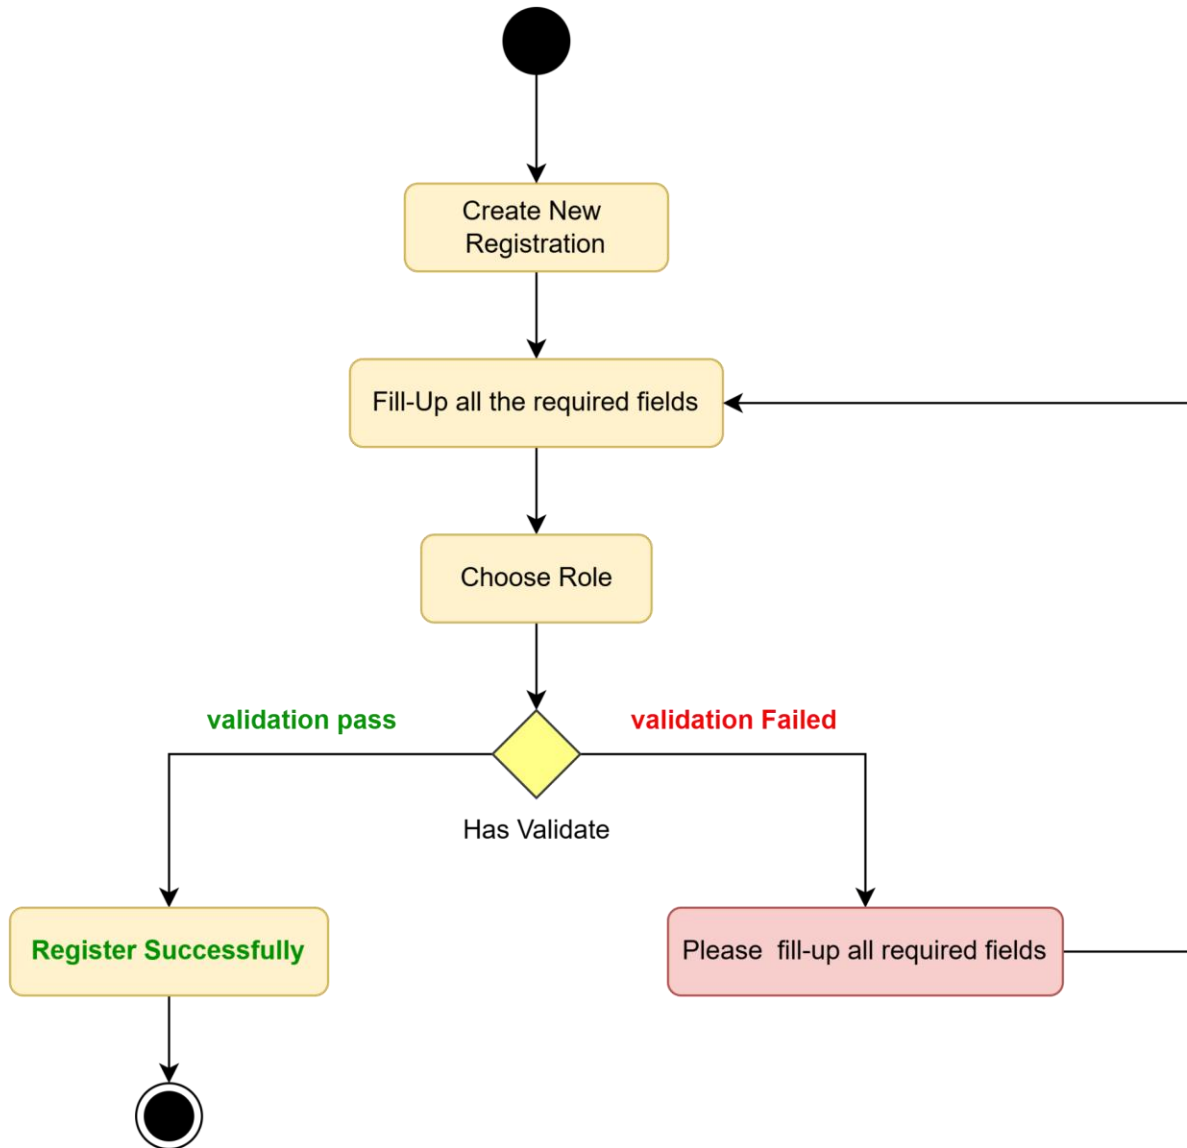 Create New
Registration
Fill-Up all the required fields
Choose Role
validation pass
validation Failed
Has Validate
Register Successfully
Please  fill-up all required fields